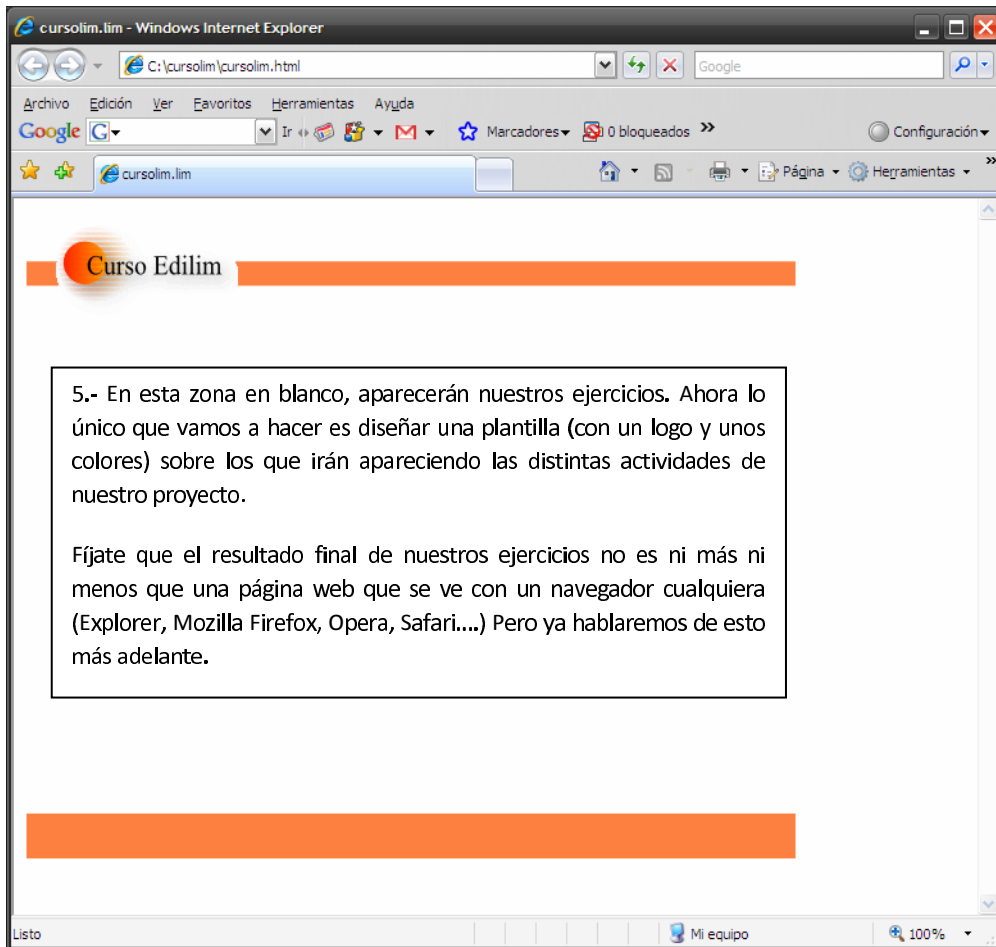 cursolim.lim - Windows Internet Explorer
C:\cursolim\cursolim.html
Google
Archivo Edición Ver Favoritos Herramientas Ayuda
Google G Ir Marcadores 0 bloqueados » Configuración
cursolim.lim Página Herramientas »
Curso Edilim
5.- En esta zona en blanco, aparecerán nuestros ejercicios. Ahora lo
único que vamos a hacer es diseñar una plantilla (con un logo y unos
colores) sobre los que irán apareciendo las distintas actividades de
nuestro proyecto.
Fíjate que el resultado final de nuestros ejercicios no es ni más ni
menos que una página web que se ve con un navegador cualquiera
(Explorer, Mozilla Firefox, Opera, Safari....) Pero ya hablaremos de esto
más adelante.
Listo Mi equipo 100%